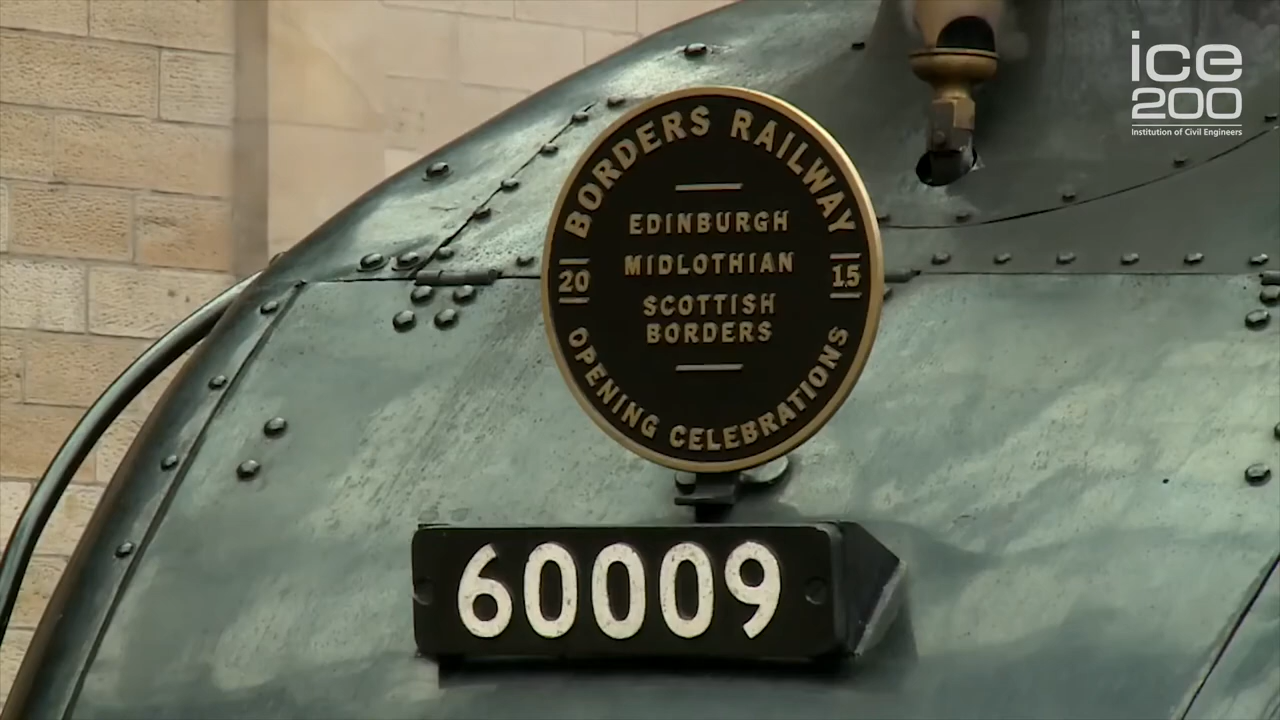 ice
200
Institution of Civil Engineers
BORDERS RAILWAY
EDINBURGH
MIDLOTHIAN
20
15
SCOTTISH
BORDERS
OPENING CELEBRATIONS
60009